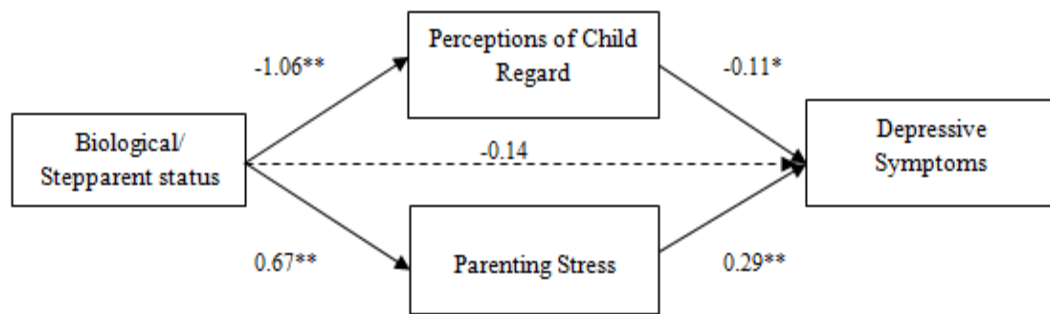 Perceptions of Child
Regard
-1.06**
-0.11*
Biological/
Stepparent status
-0.14
Depressive
Symptoms
0.67**
Parenting Stress
0.29**